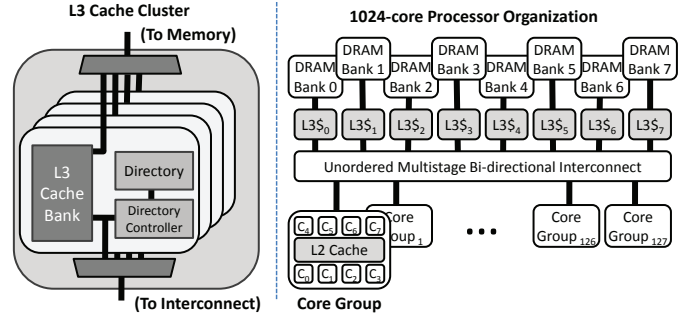 L3 Cache Cluster
(To Memory)
L3
Cache
Bank
Directory
Directory
Controller
(To Interconnect)
1024-core Processor Organization
DRAM
Bank 0
DRAM
Bank 1
DRAM
Bank 2
DRAM
Bank 3
DRAM
Bank 4
DRAM
Bank 5
DRAM
Bank 6
DRAM
Bank 7
L3$0 L3$1 L3$2 L3$3 L3$4 L3$5 L3$6 L3$7
Unordered Multistage Bi-directional Interconnect
C4 C5 C6 C7
L2 Cache
C0 C1 C2 C3
Core
Group 1
...
Core
Group 126
Core
Group 127
Core Group